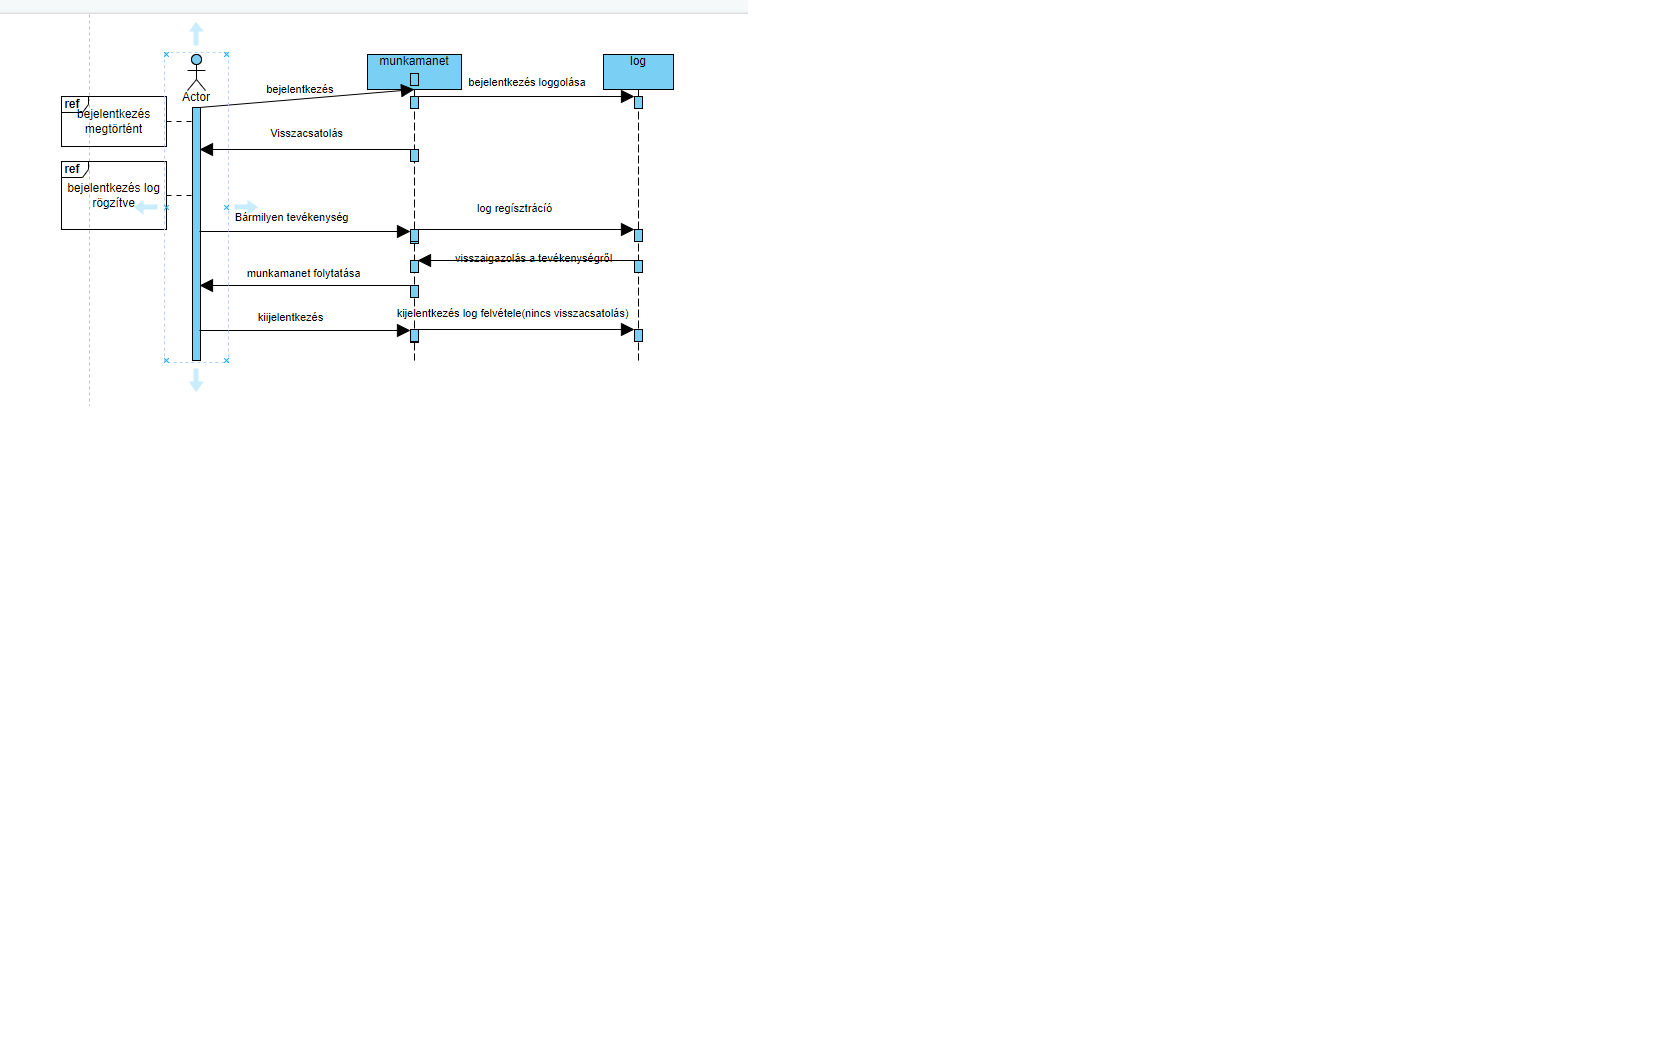 munkamanet
log
bejelentkezés
bejelentkezés loggolása
Actor
ref
bejelentkezés
megtörtént
Visszacsatolás
ref
bejelentkezés log
rögzítve
Bármilyen tevékenység
log regísztrácíó
visszaigazolás a tevékenységről
munkamanet folytatása
kiijelentkezés
kijelentkezés log felvétele(nincs visszacsatolás)